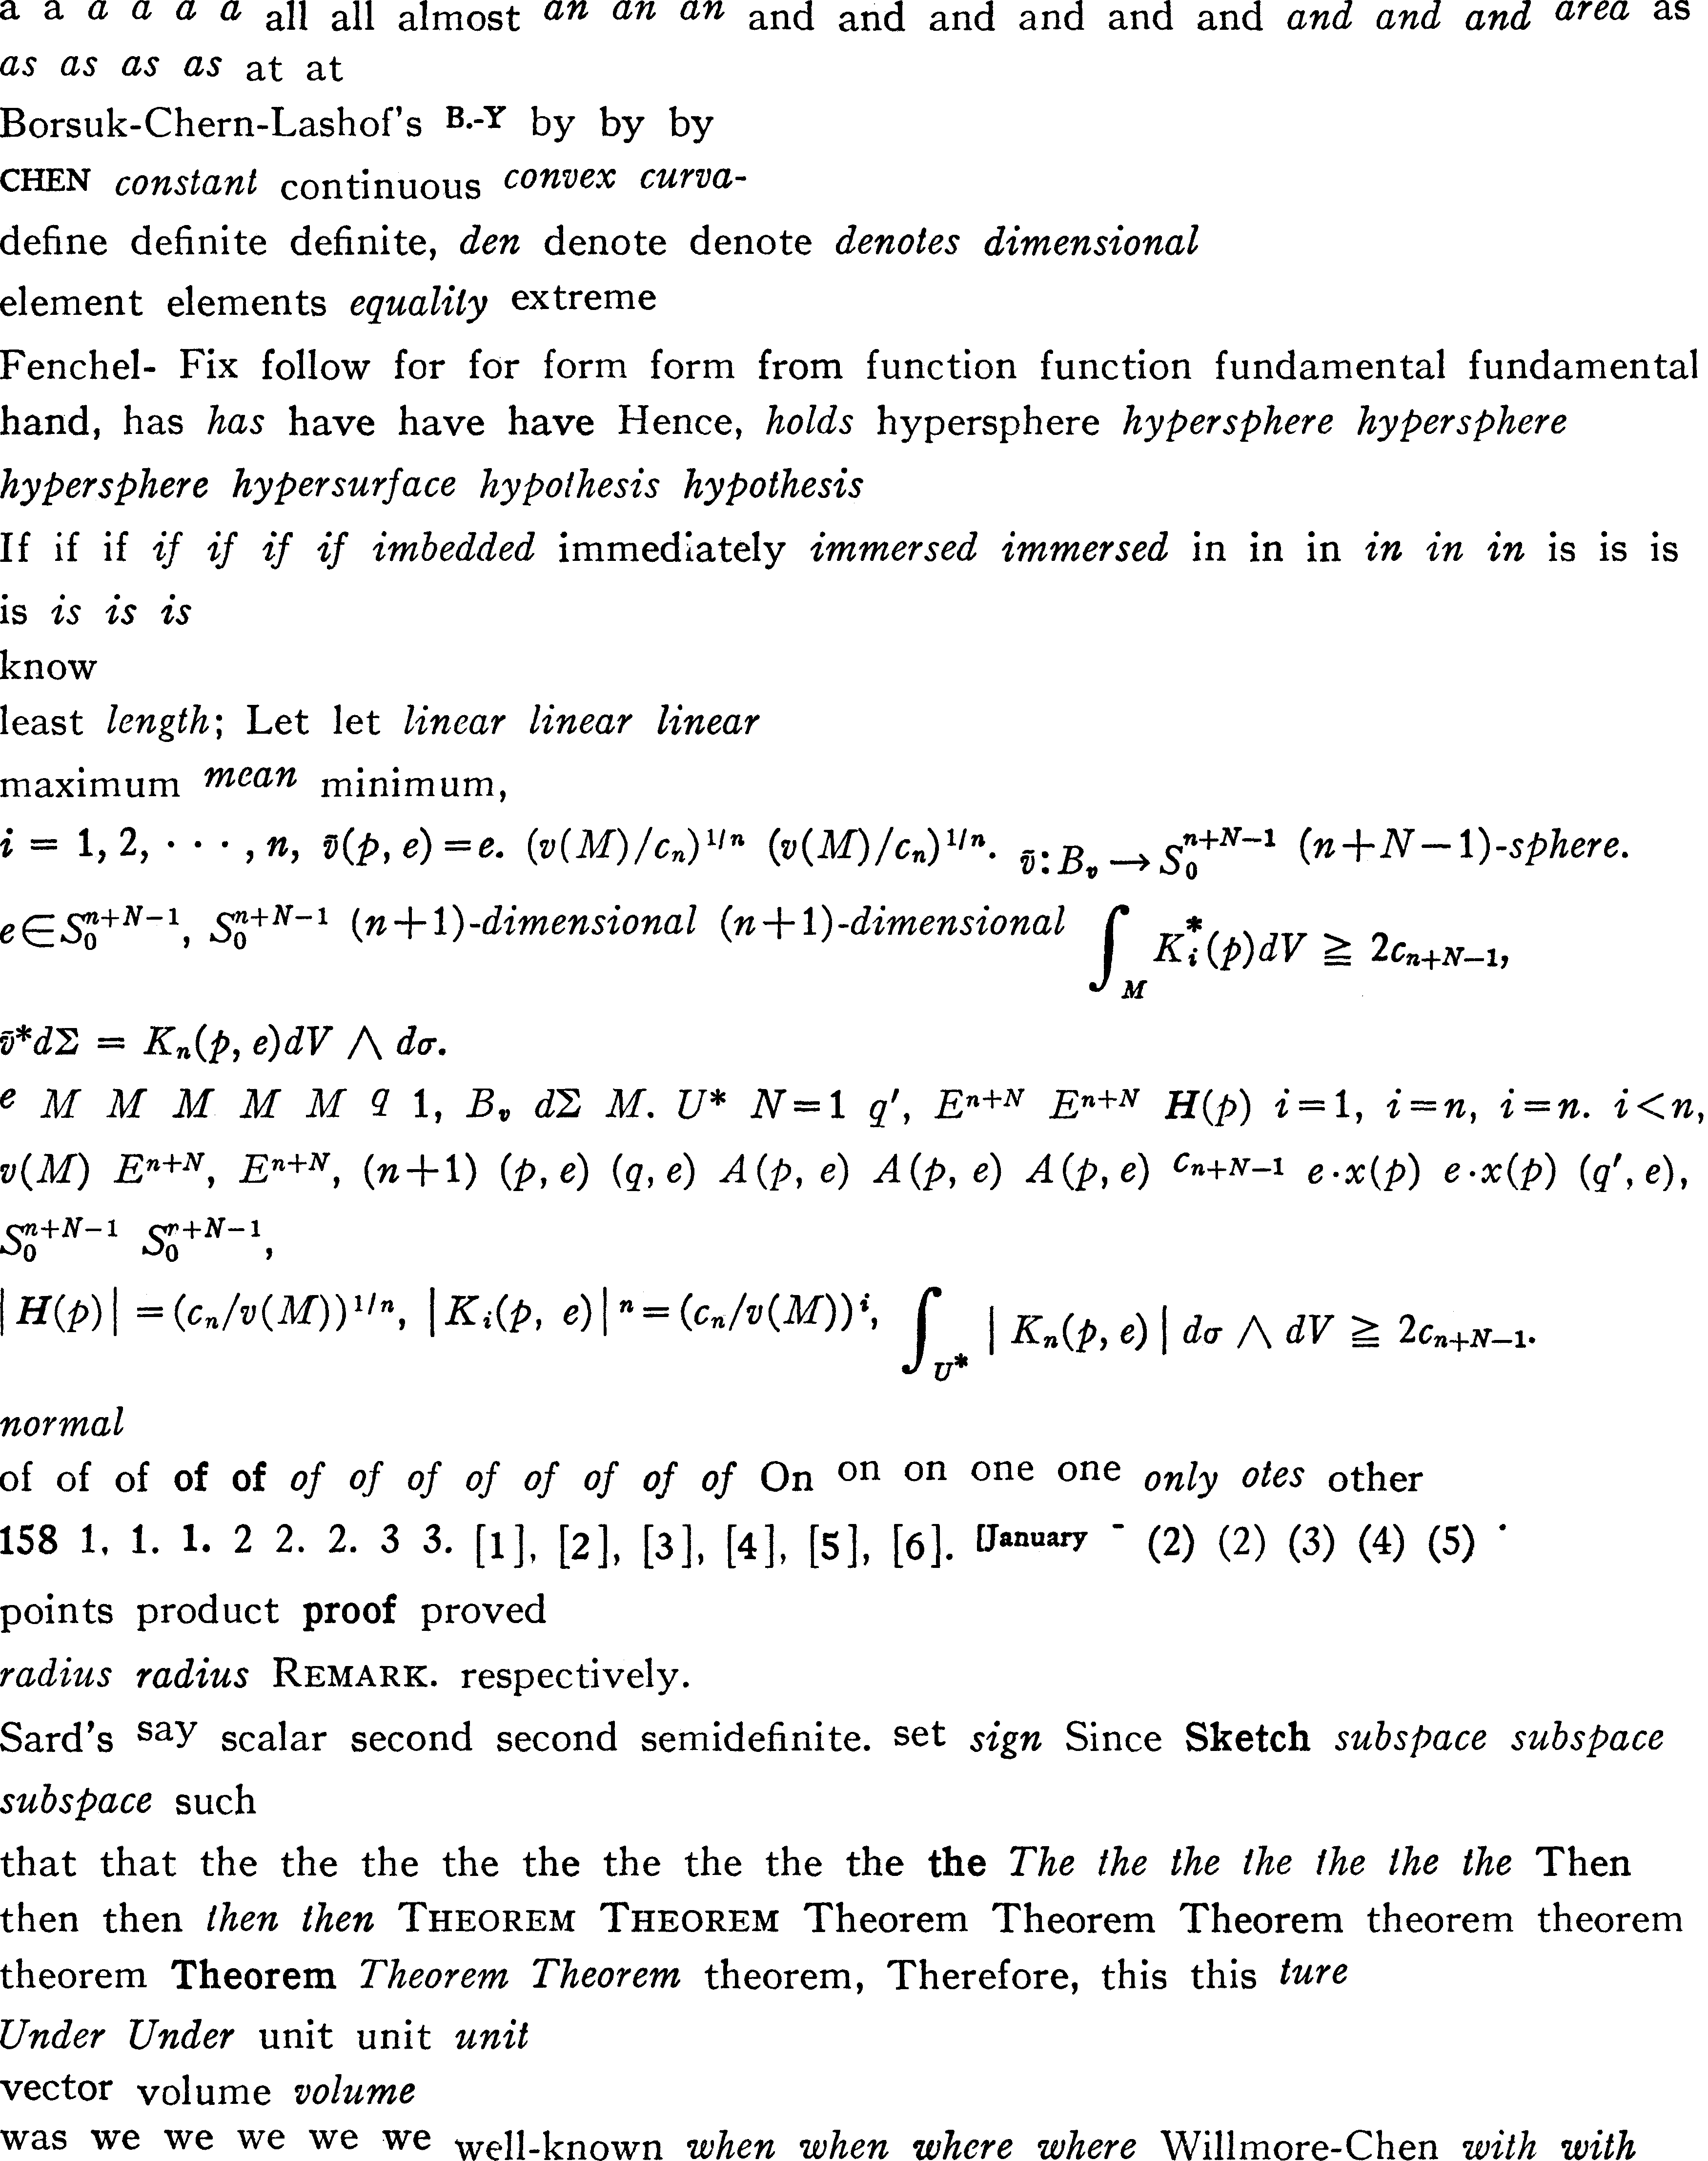 a a a a a a all all almost an an an and and and and and and and and and area as
as as as as at at
Borsuk-Chern-Lashof's B.-Y by by by
CHEN constant continuous convex curva-
define definite definite, den denote denote denotes dimensional
element elements equality extreme
Fenchel- Fix follow for for form form from function function fundamental fundamental
hand, has has have have have Hence, holds hypersphere hypersphere hypersphere
hypersphere hypersurface hypothesis hypothesis
If if if if if if if imbedded immediately immersed immersed in in in in in in is is is
is is is is
know
least length; Let let linear linear linear
maximum mean minimum,
i = 1, 2, · · · , n, ṽ(p, e) = e. (v(M)/cₙ)^{1/n} (v(M)/cₙ)^{1/n}. ṽ: B_v → S_0^{n+N−1} (n+N−1)-sphere.
e∈S_0^{n+N−1}, S_0^{n+N−1} (n+1)-dimensional (n+1)-dimensional ∫_M K_i^*(p)dV ≧ 2c_{n+N−1},
ṽ*dΣ = K_n(p, e)dV ∧ dσ.
e M M M M M q 1, B_v dΣ M. U* N=1 q′, E^{n+N} E^{n+N} H(p) i=1, i=n, i=n. i<n,
v(M) E^{n+N}, E^{n+N}, (n+1) (p, e) (q, e) A(p, e) A(p, e) A(p, e) c_{n+N−1} e·x(p) e·x(p) (q′, e),
S_0^{n+N−1} S_0^{n+N−1},
|H(p)| = (c_n/v(M))^{1/n}, |K_i(p, e)|^n = (c_n/v(M))^i, ∫_{U*} |K_n(p, e)| dσ ∧ dV ≧ 2c_{n+N−1}.
normal
of of of of of of of of of of of of of On on on one one only otes other
158 1, 1. 1. 2 2. 2. 3 3. [1], [2], [3], [4], [5], [6]. [January - (2) (2) (3) (4) (5) ·
points product proof proved
radius radius REMARK. respectively.
Sard's say scalar second second semidefinite. set sign Since Sketch subspace subspace
subspace such
that that the the the the the the the the the the The the the the the the the Then
then then then then THEOREM THEOREM Theorem Theorem Theorem theorem theorem
theorem Theorem Theorem Theorem theorem, Therefore, this this ture
Under Under unit unit unit
vector volume volume
was we we we we we well-known when when where where Willmore-Chen with with